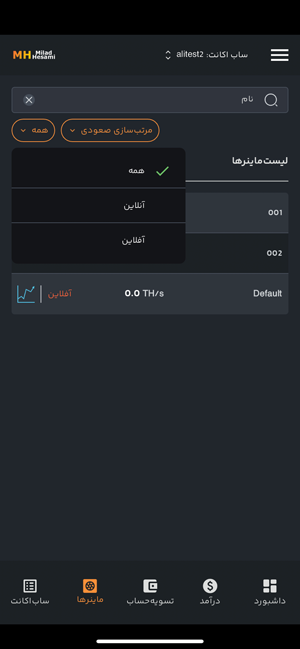 ساب اکانت: alitest2
MH Milad Hesami
نام
مرتب‌سازی صعودی
همه
لیست ماینرها
همه
آنلاین
آفلاین
001
002
Default
0.0 TH/s
آفلاین
داشبورد
درآمد
تسویه‌حساب
ماینرها
ساب‌اکانت